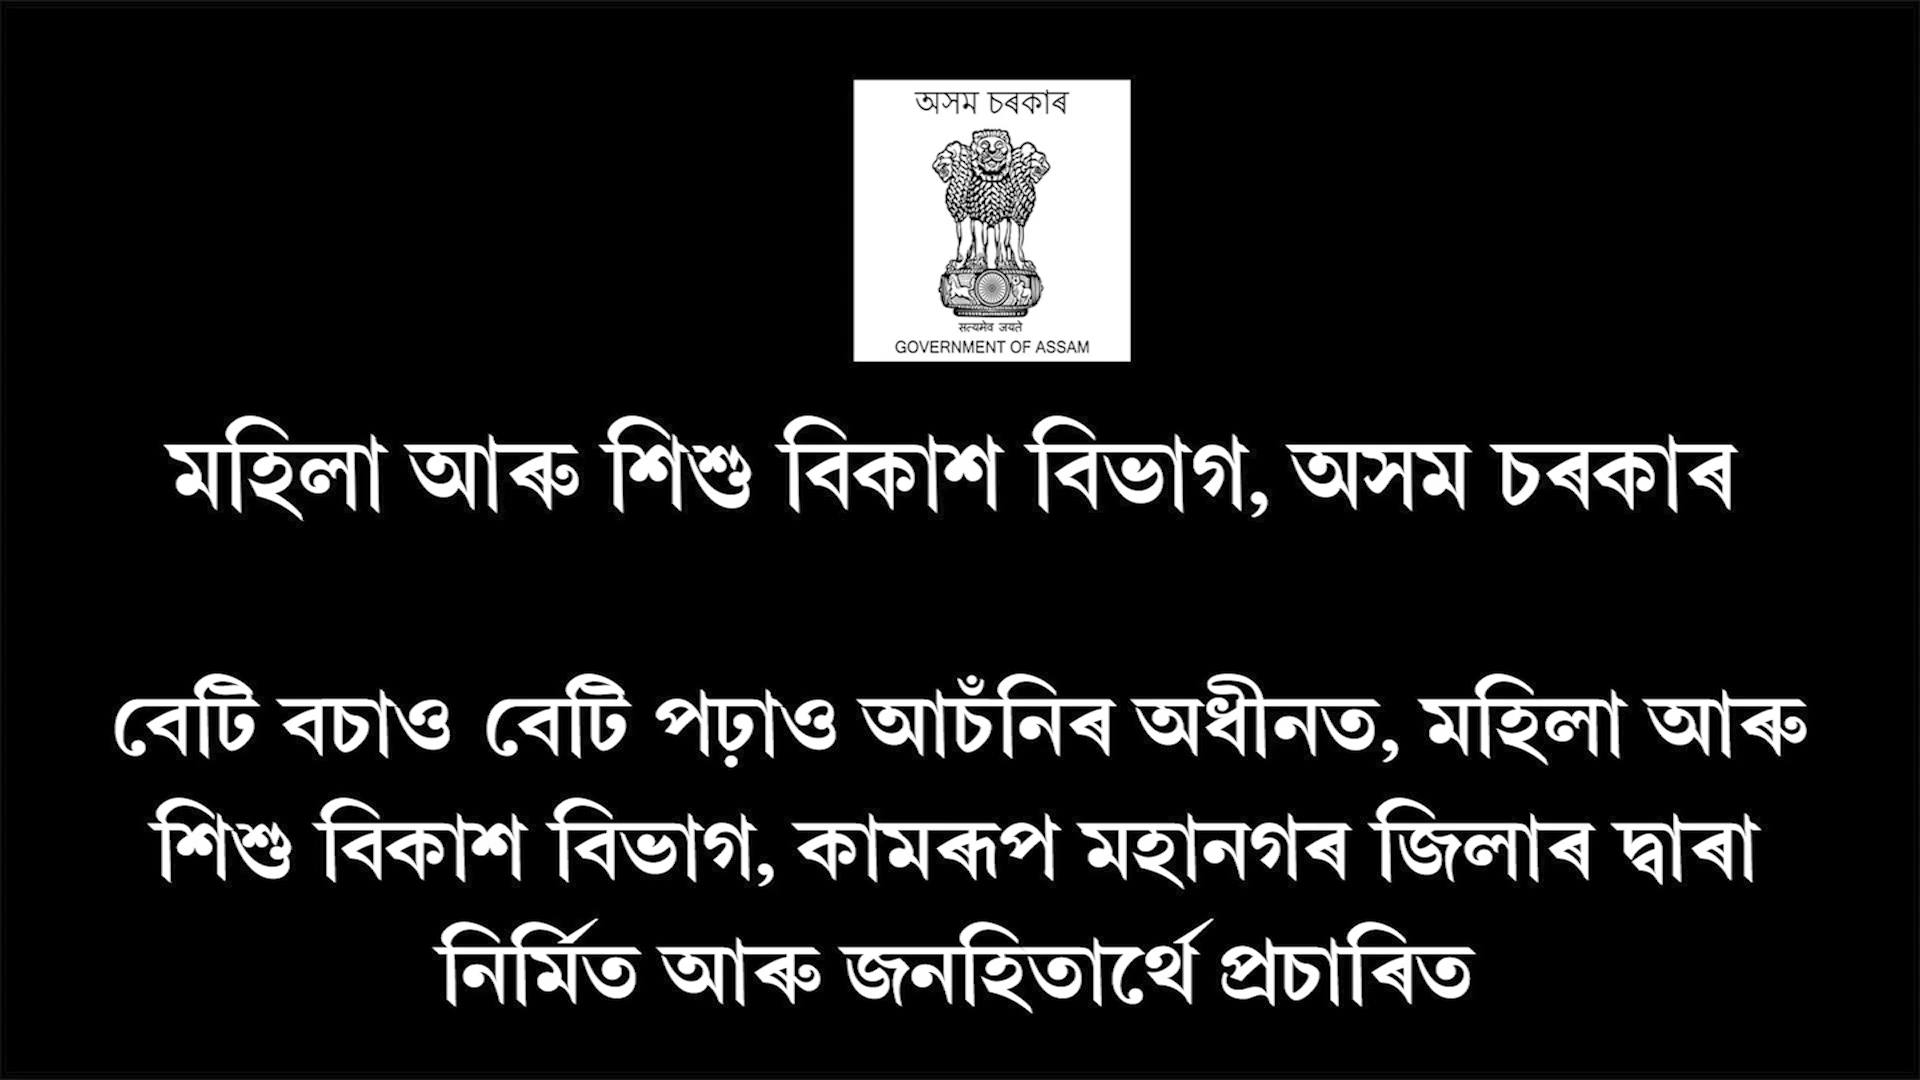 অসম চৰকাৰ
सत्यमेव जयते
GOVERNMENT OF ASSAM
মহিলা আৰু শিশু বিকাশ বিভাগ, অসম চৰকাৰ
বেটি বচাও বেটি পঢ়াও আচঁনিৰ অধীনত, মহিলা আৰু
শিশু বিকাশ বিভাগ, কামৰূপ মহানগৰ জিলাৰ দ্বাৰা
নিৰ্মিত আৰু জনহিতাৰ্থে প্ৰচাৰিত